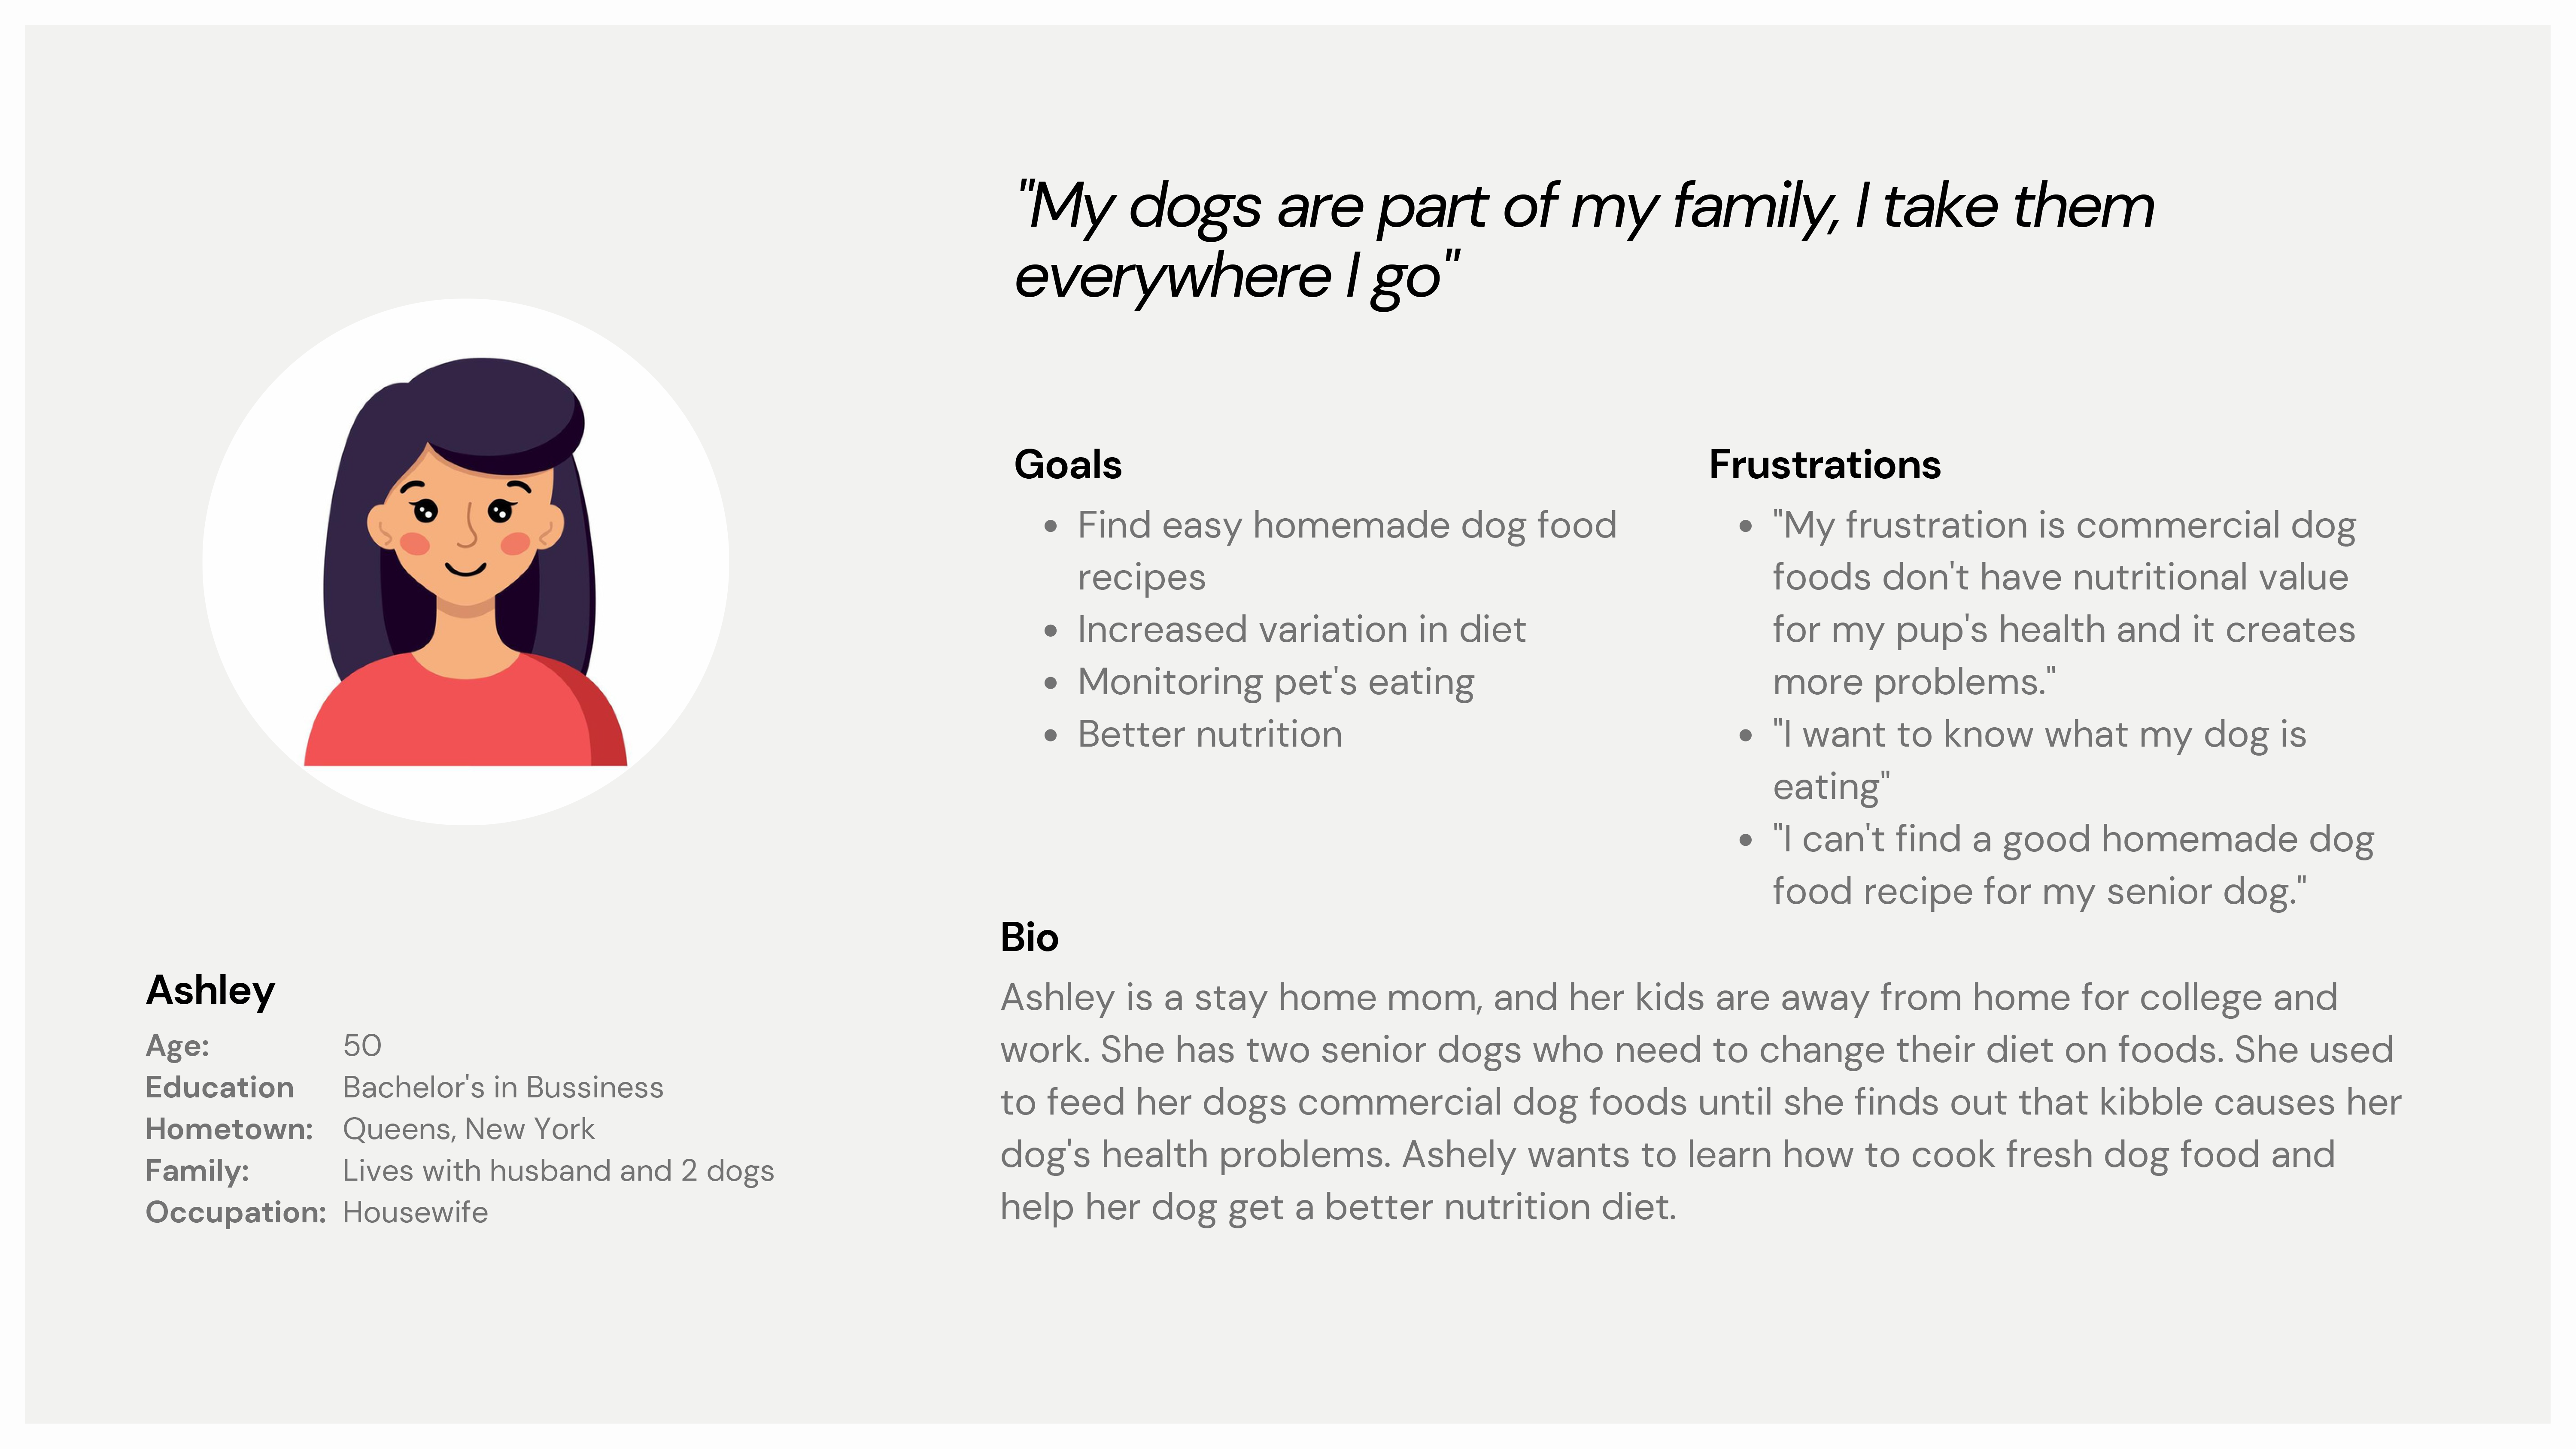 "My dogs are part of my family, I take them
everywhere I go"
Goals
• Find easy homemade dog food
recipes
• Increased variation in diet
• Monitoring pet's eating
• Better nutrition
Frustrations
• "My frustration is commercial dog
foods don't have nutritional value
for my pup's health and it creates
more problems."
• "I want to know what my dog is
eating"
• "I can't find a good homemade dog
food recipe for my senior dog."
Ashley
Age: 50
Education Bachelor's in Bussiness
Hometown: Queens, New York
Family: Lives with husband and 2 dogs
Occupation: Housewife
Bio
Ashley is a stay home mom, and her kids are away from home for college and
work. She has two senior dogs who need to change their diet on foods. She used
to feed her dogs commercial dog foods until she finds out that kibble causes her
dog's health problems. Ashely wants to learn how to cook fresh dog food and
help her dog get a better nutrition diet.